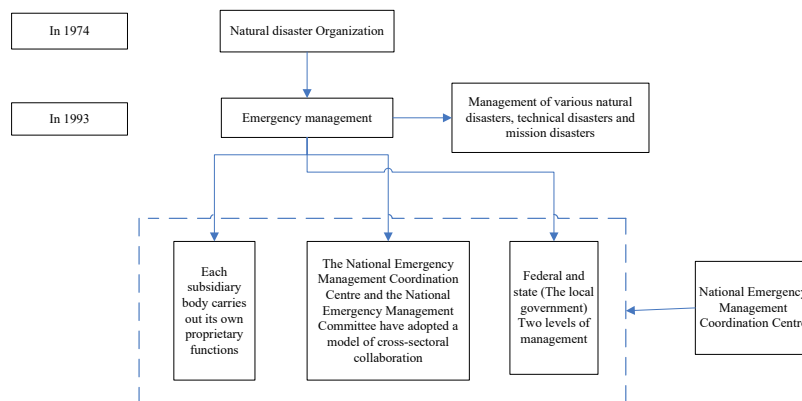 In 1974
Natural disaster Organization
In 1993
Emergency management
Management of various natural
disasters, technical disasters and
mission disasters
Each
subsidiary
body carries
out its own
proprietary
functions
The National Emergency
Management Coordination
Centre and the National
Emergency Management
Committee have adopted a
model of cross-sectoral
collaboration
Federal and
state (The local
government)
Two levels of
management
National Emergency
Management
Coordination Centre